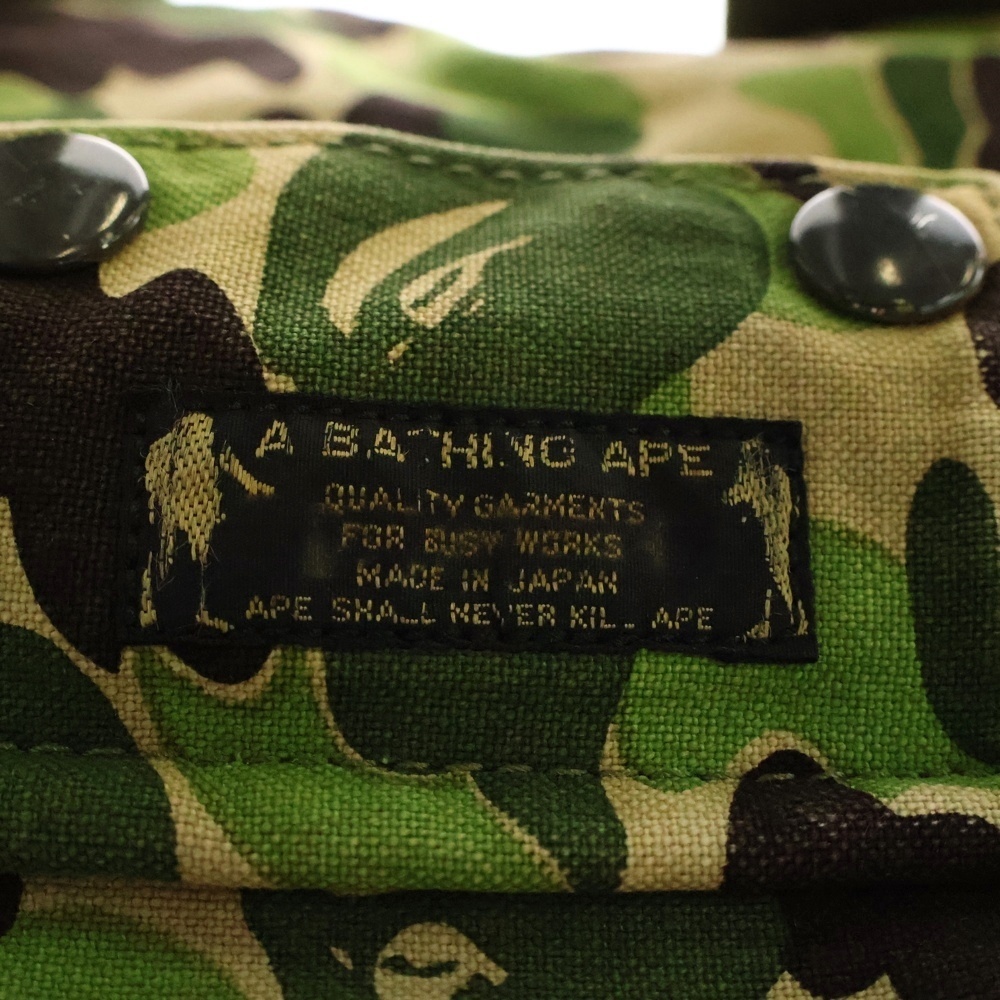 A BATHING APE
QUALITY GARMENTS
FOR BUSY WORKS
MADE IN JAPAN
APE SHALL NEVER KILL APE